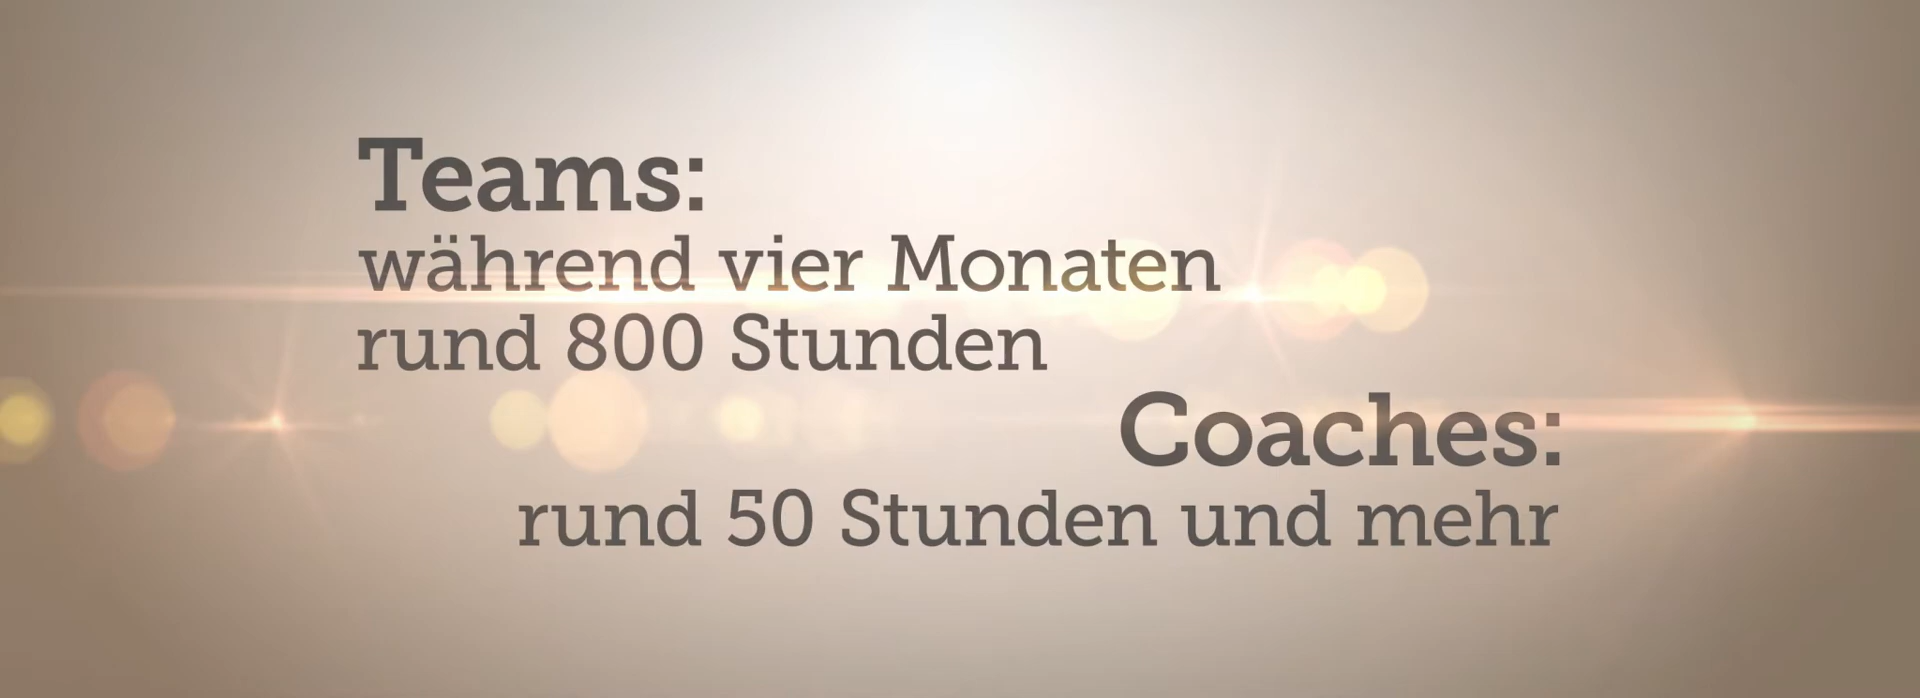 Teams:
während vier Monaten
rund 800 Stunden
Coaches:
rund 50 Stunden und mehr